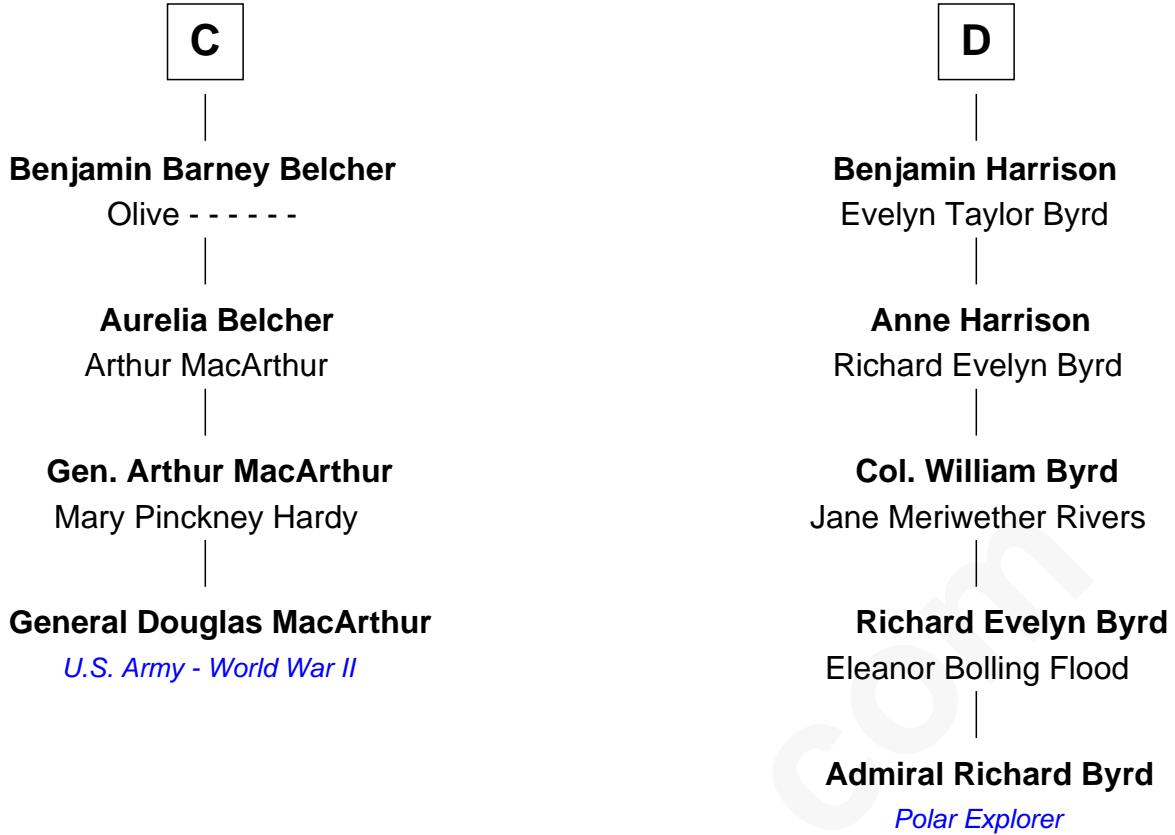 C
Benjamin Barney Belcher
Olive - - - - - -
Aurelia Belcher
Arthur MacArthur
Gen. Arthur MacArthur
Mary Pinckney Hardy
General Douglas MacArthur
U.S. Army - World War II
D
Benjamin Harrison
Evelyn Taylor Byrd
Anne Harrison
Richard Evelyn Byrd
Col. William Byrd
Jane Meriwether Rivers
Richard Evelyn Byrd
Eleanor Bolling Flood
Admiral Richard Byrd
Polar Explorer
com